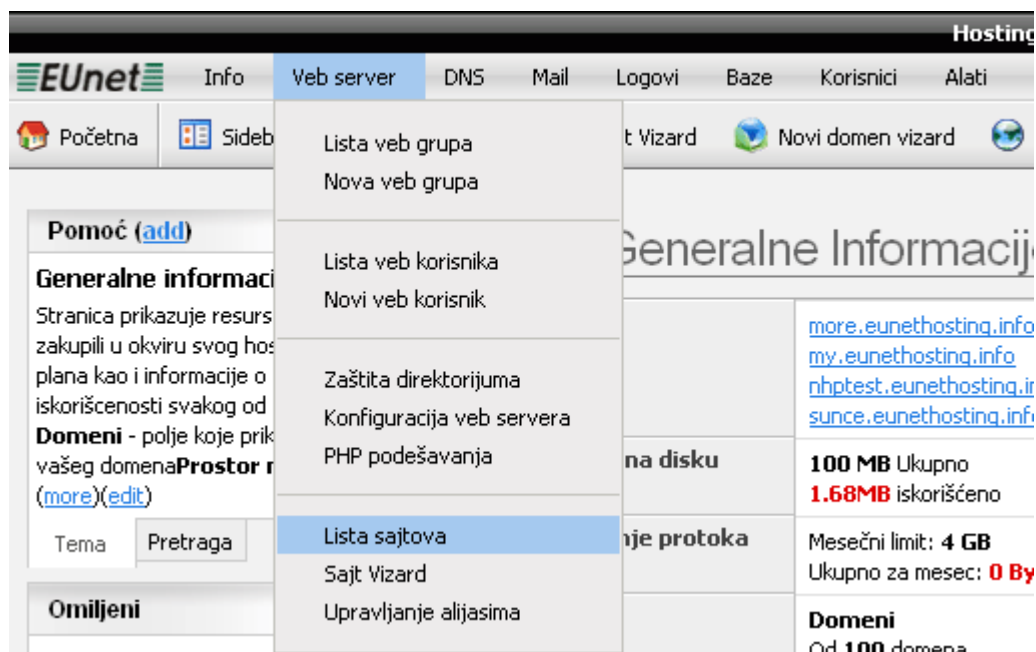 Hosting
EUnet Info Veb server DNS Mail Logovi Baze Korisnici Alati
Početna Sideb t Vizard Novi domen vizard
Lista veb grupa
Nova veb grupa
Lista veb korisnika
Novi veb korisnik
Zaštita direktorijuma
Konfiguracija veb servera
PHP podešavanja
Lista sajtova
Sajt Vizard
Upravljanje alijasima
Pomoć (add)
Generalne informaci
Stranica prikazuje resurs
zakupili u okviru svog hos
plana kao i informacije o
iskorišcenosti svakog od
Domeni - polje koje prik
vašeg domenaProstor n
(more)(edit)
Tema Pretraga
Omiljeni
Generalne Informacije
more.eunethosting.info
my.eunethosting.info
nhptest.eunethosting.in
sunce.eunethosting.info
na disku
100 MB Ukupno
1.68MB iskorišćeno
nje protoka
Mesečni limit: 4 GB
Ukupno za mesec: 0 By
Domeni
Od 100 domena